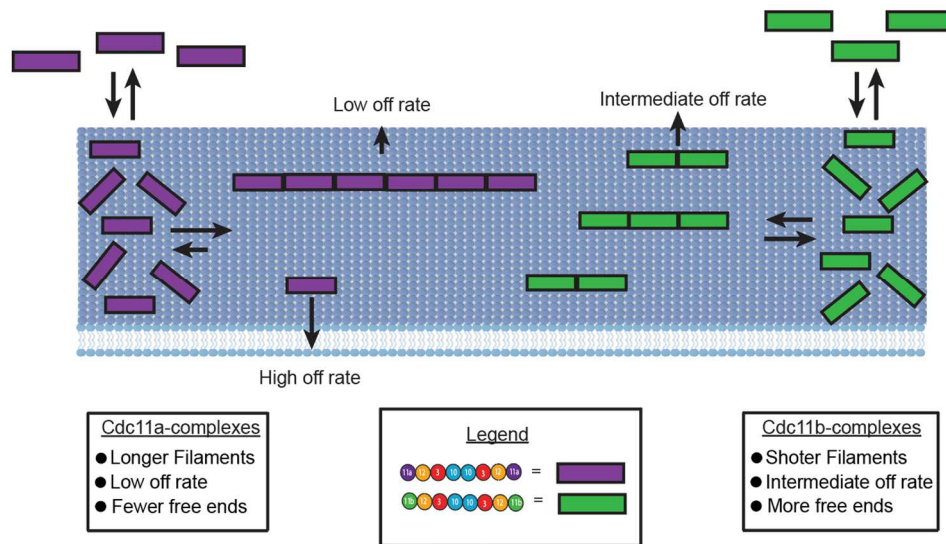 Low off rate
Intermediate off rate
High off rate
Cdc11a-complexes
Longer Filaments
Low off rate
Fewer free ends
Legend
11a 12 3 10 10 3 12 11a =
11b 12 3 10 10 3 12 11b =
Cdc11b-complexes
Shoter Filaments
Intermediate off rate
More free ends